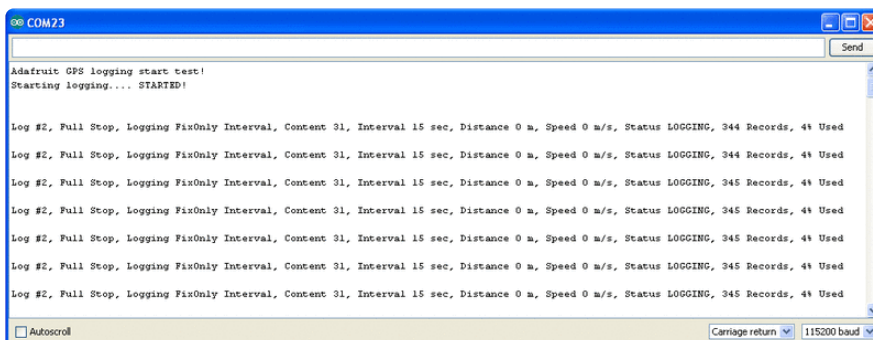 COM23
Send
Adafruit GPS logging start test!
Starting logging.... STARTED!
Log #2, Full Stop, Logging FixOnly Interval, Content 31, Interval 15 sec, Distance 0 m, Speed 0 m/s, Status LOGGING, 344 Records, 4% Used
Log #2, Full Stop, Logging FixOnly Interval, Content 31, Interval 15 sec, Distance 0 m, Speed 0 m/s, Status LOGGING, 344 Records, 4% Used
Log #2, Full Stop, Logging FixOnly Interval, Content 31, Interval 15 sec, Distance 0 m, Speed 0 m/s, Status LOGGING, 345 Records, 4% Used
Log #2, Full Stop, Logging FixOnly Interval, Content 31, Interval 15 sec, Distance 0 m, Speed 0 m/s, Status LOGGING, 345 Records, 4% Used
Log #2, Full Stop, Logging FixOnly Interval, Content 31, Interval 15 sec, Distance 0 m, Speed 0 m/s, Status LOGGING, 345 Records, 4% Used
Log #2, Full Stop, Logging FixOnly Interval, Content 31, Interval 15 sec, Distance 0 m, Speed 0 m/s, Status LOGGING, 345 Records, 4% Used
Log #2, Full Stop, Logging FixOnly Interval, Content 31, Interval 15 sec, Distance 0 m, Speed 0 m/s, Status LOGGING, 345 Records, 4% Used
Autoscroll Carriage return 115200 baud